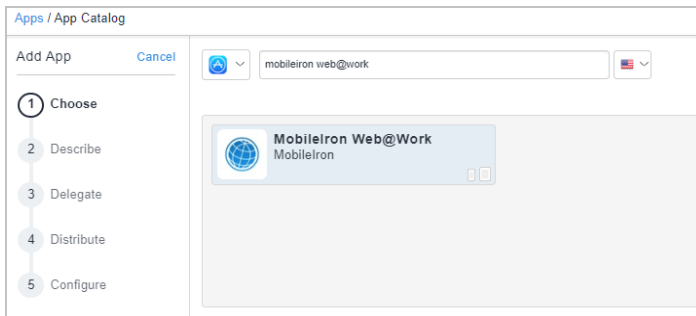 Apps / App Catalog
Add App Cancel
mobileiron web@work
1 Choose
2 Describe
3 Delegate
4 Distribute
5 Configure
MobileIron Web@Work
MobileIron